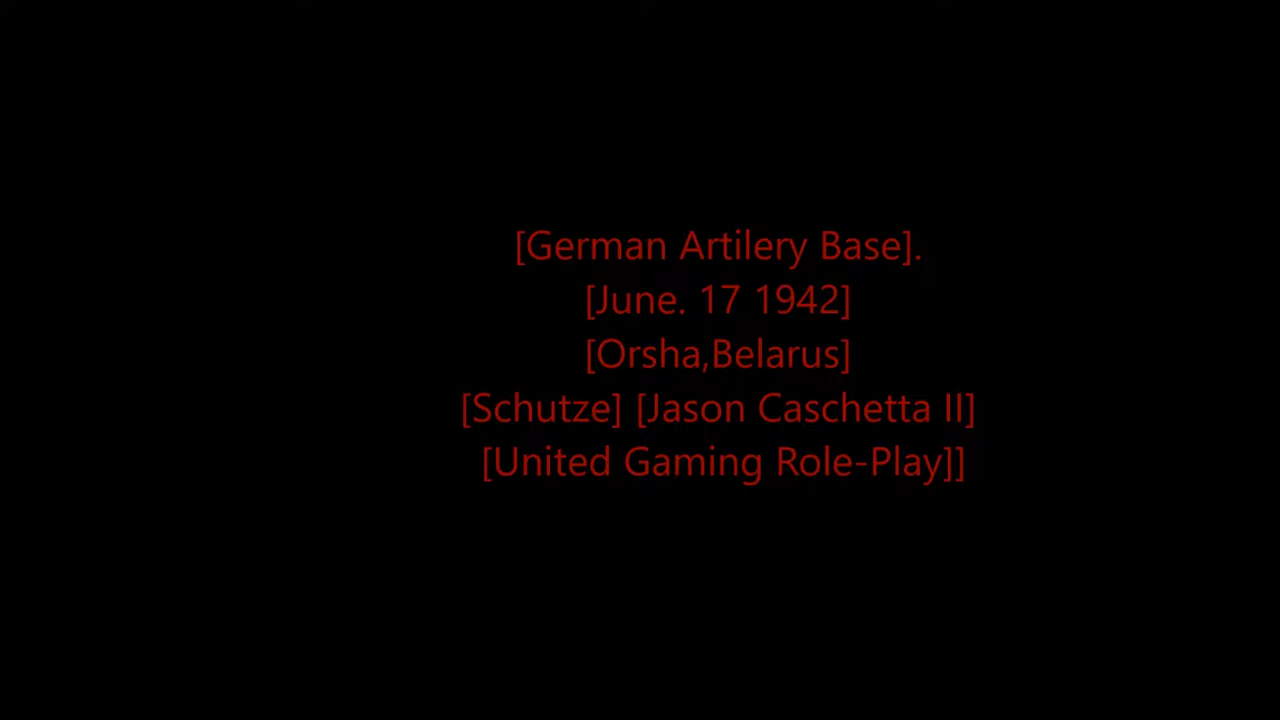 [German Artilery Base].
[June. 17 1942]
[Orsha,Belarus]
[Schutze] [Jason Caschetta II]
[United Gaming Role-Play]]